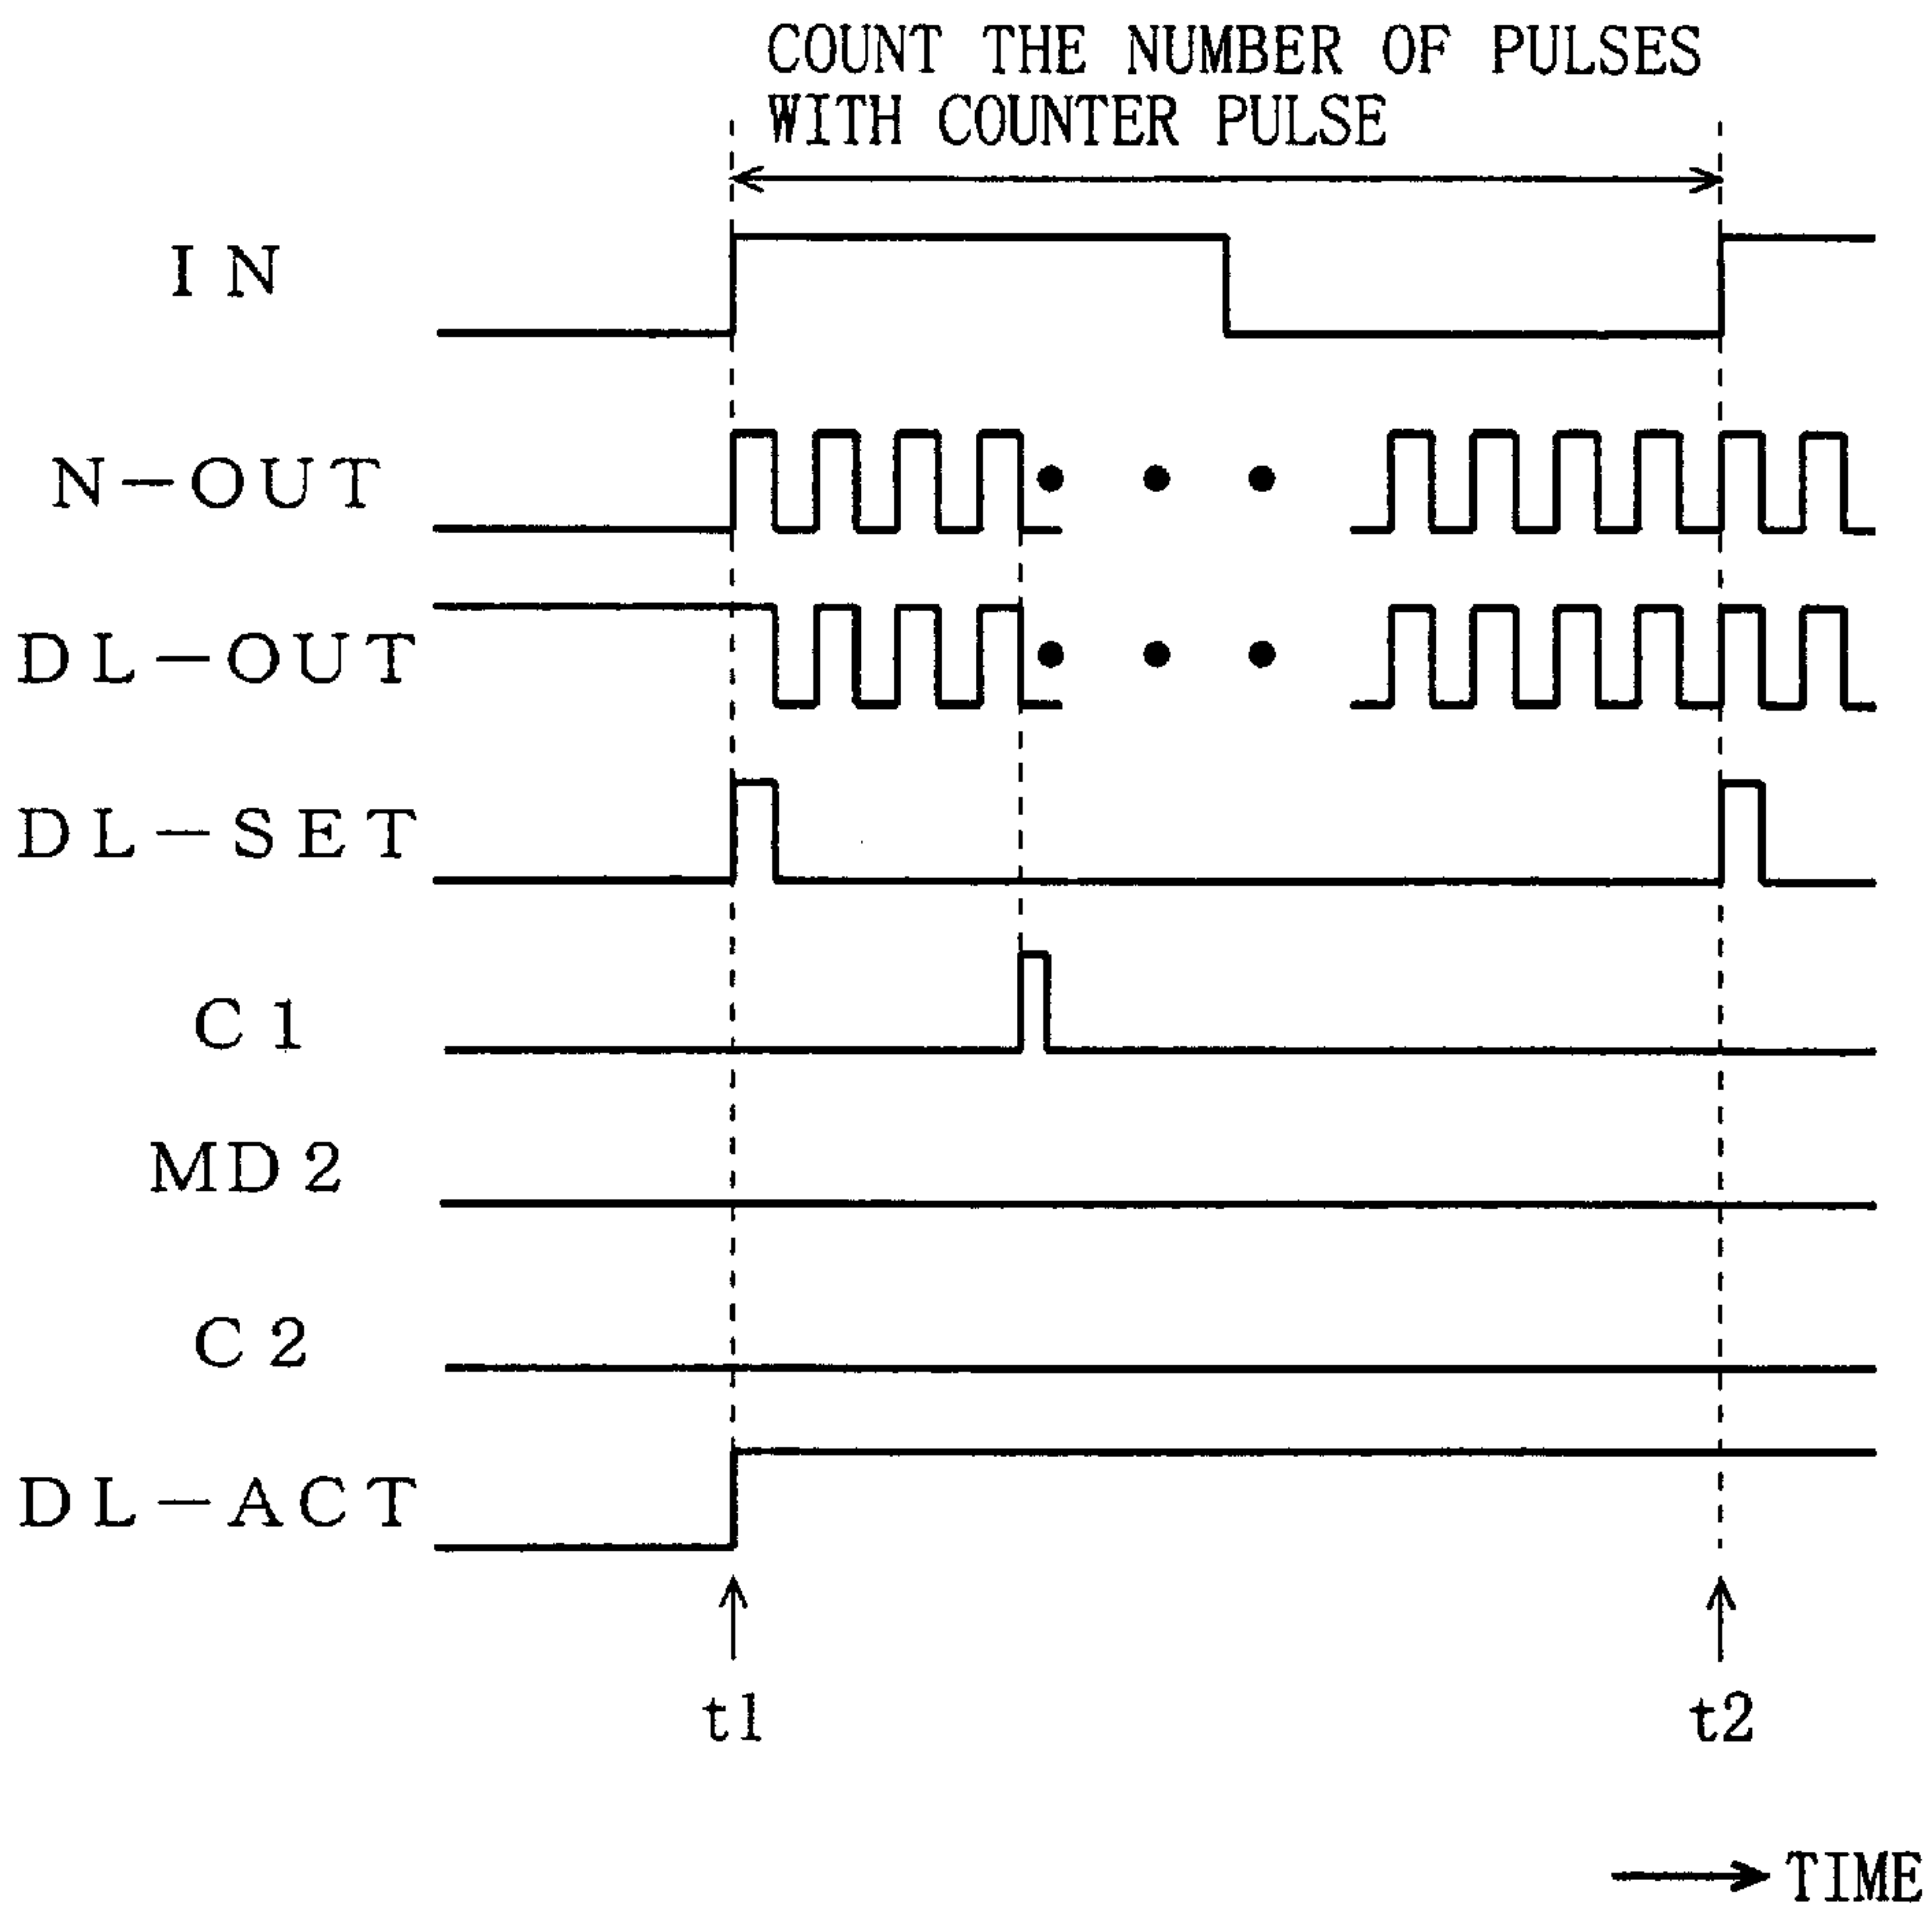 COUNT THE NUMBER OF PULSES
WITH COUNTER PULSE
IN
N-OUT
DL-OUT
DL-SET
C1
MD2
C2
DL-ACT
t1
t2
TIME